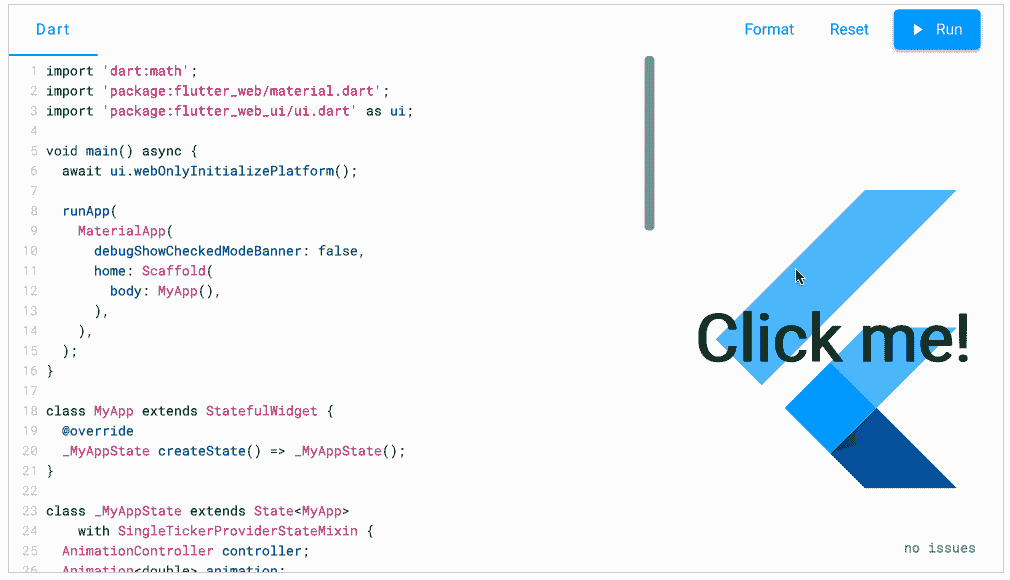 Dart
Format
Reset
Run
1 import 'dart:math';
2 import 'package:flutter_web/material.dart';
3 import 'package:flutter_web_ui/ui.dart' as ui;
4
5 void main() async {
6   await ui.webOnlyInitializePlatform();
7
8   runApp(
9     MaterialApp(
10       debugShowCheckedModeBanner: false,
11       home: Scaffold(
12         body: MyApp(),
13       ),
14     ),
15   );
16 }
17
18 class MyApp extends StatefulWidget {
19   @override
20   _MyAppState createState() => _MyAppState();
21 }
22
23 class _MyAppState extends State<MyApp>
24     with SingleTickerProviderStateMixin {
25   AnimationController controller;
26   Animation<double> animation;
Click me!
no issues